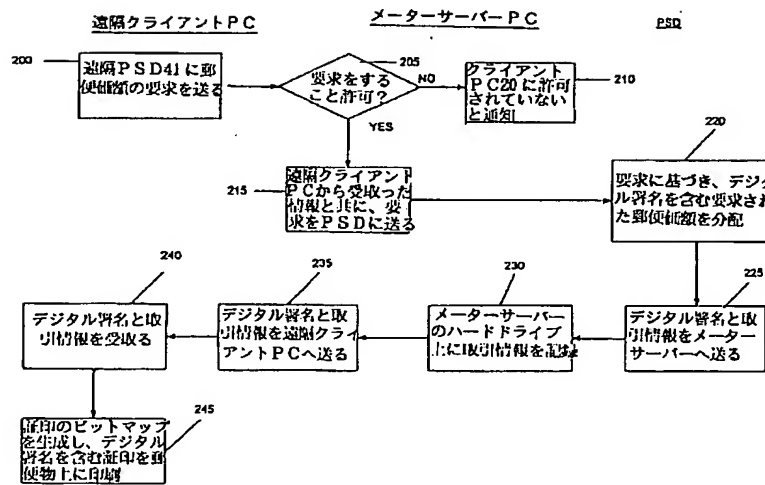 遠隔クライアントPC
メーターサーバーPC
PSD
200
遠隔PSD41に郵
便価額の要求を送る
205
要求をする
こと許可?
NO
YES
クライアント
PC20に許可
されていない
と通知
210
215
遠隔クライアント
PCから受取った
情報と共に、要
求をPSDに送る
220
要求に基づき、デジタ
ル署名を含む要求され
た郵便価額を分配
225
デジタル署名と取
引情報をメーター
サーバーへ送る
230
メーターサーバー
のハードドライブ
上に取引情報を記録
235
デジタル署名と取
引情報を遠隔クライ
アントPCへ送る
240
デジタル署名と取
引情報を受取る
245
証印のビットマップ
を生成し、デジタル
署名を含む証印を郵
便物上に印刷